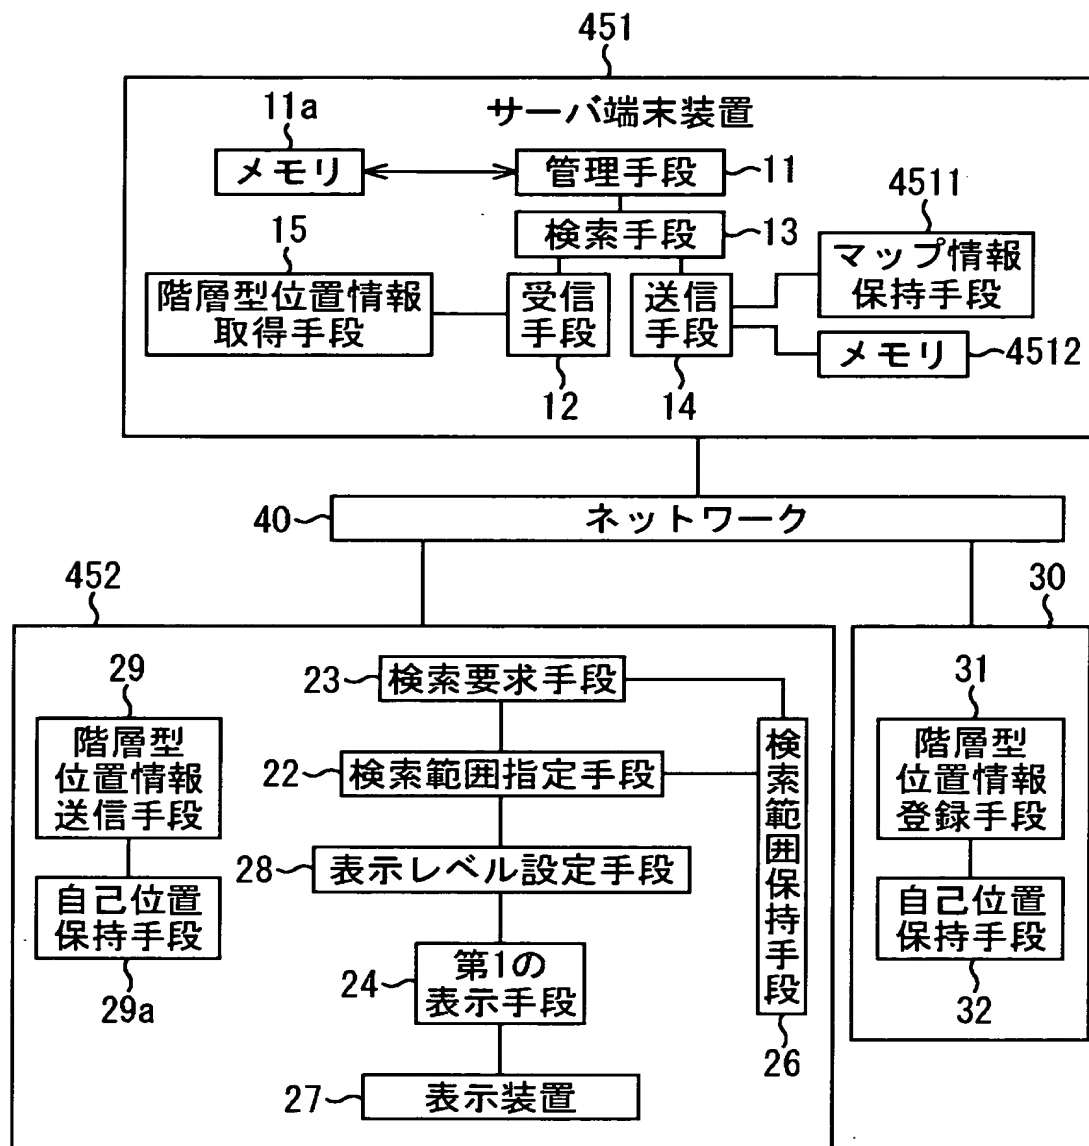 451
サーバ端末装置
11a
メモリ
管理手段
11
検索手段
13
4511
マップ情報
保持手段
15
階層型位置情報
取得手段
受信
手段
送信
手段
メモリ
4512
12
14
40
ネットワーク
452
30
29
階層型
位置情報
送信手段
自己位置
保持手段
29a
23
検索要求手段
22
検索範囲指定手段
28
表示レベル設定手段
24
第1の
表示手段
27
表示装置
検索範囲保持手段
26
31
階層型
位置情報
登録手段
自己位置
保持手段
32